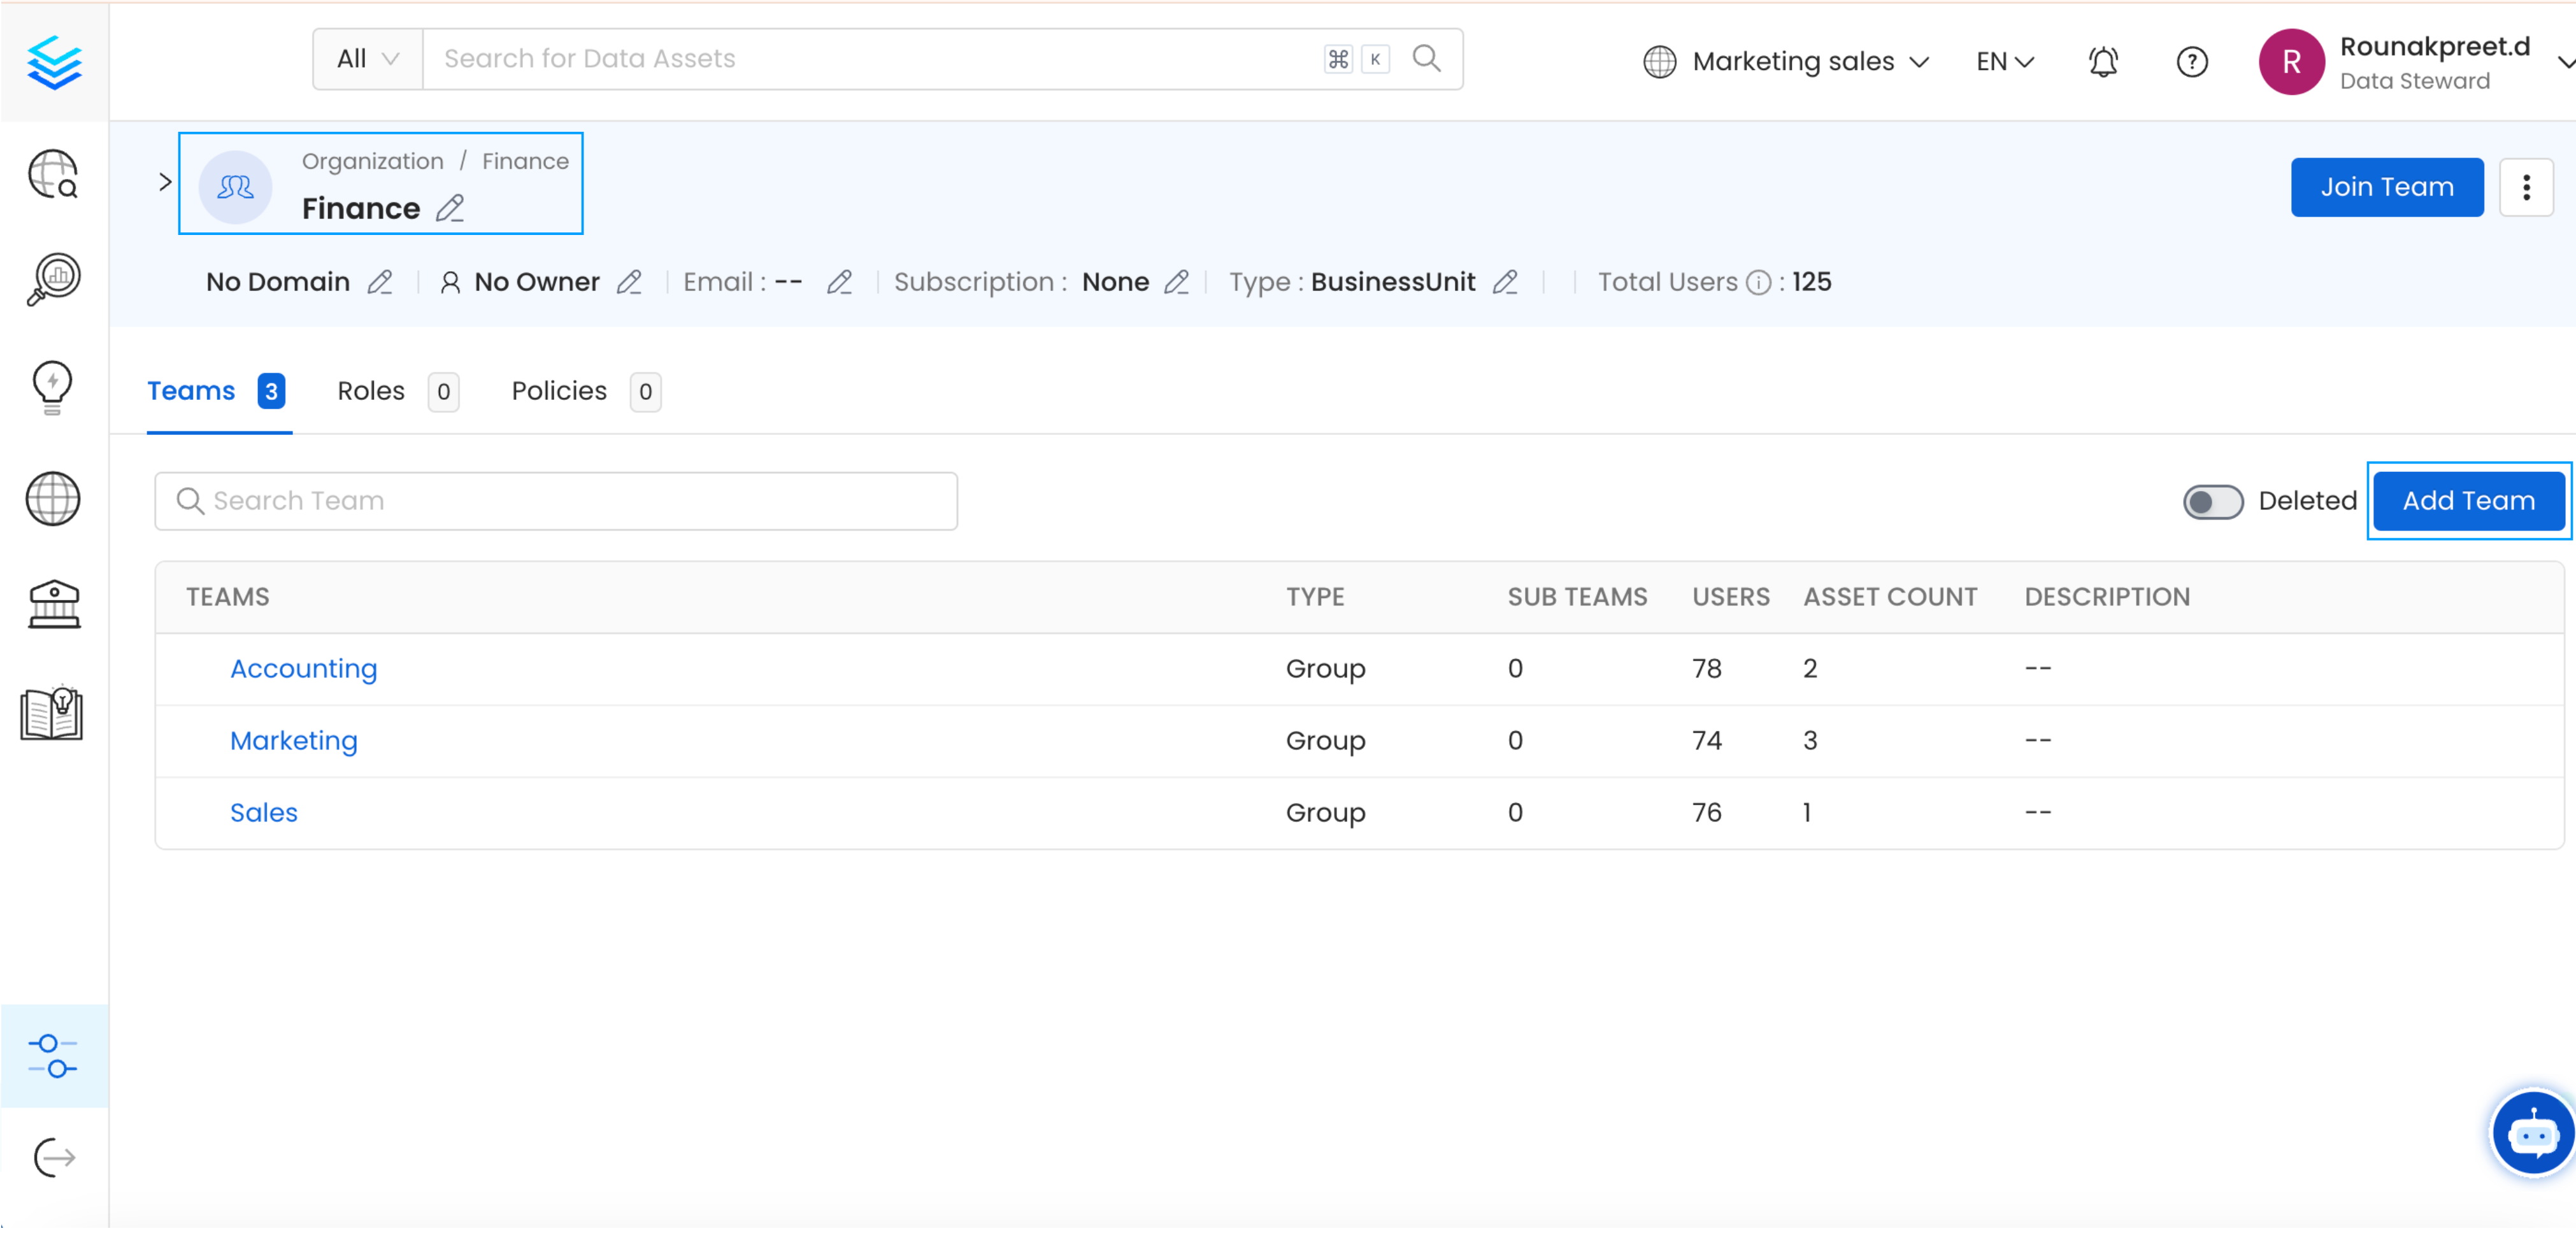 All Search for Data Assets ⌘ K Marketing sales EN ? R Rounakpreet.d
Data Steward
Organization / Finance
Finance
Join Team
No Domain No Owner Email : -- Subscription : None Type : BusinessUnit Total Users : 125
Teams 3 Roles 0 Policies 0
Search Team Deleted Add Team
TEAMS TYPE SUB TEAMS USERS ASSET COUNT DESCRIPTION
Accounting Group 0 78 2 --
Marketing Group 0 74 3 --
Sales Group 0 76 1 --